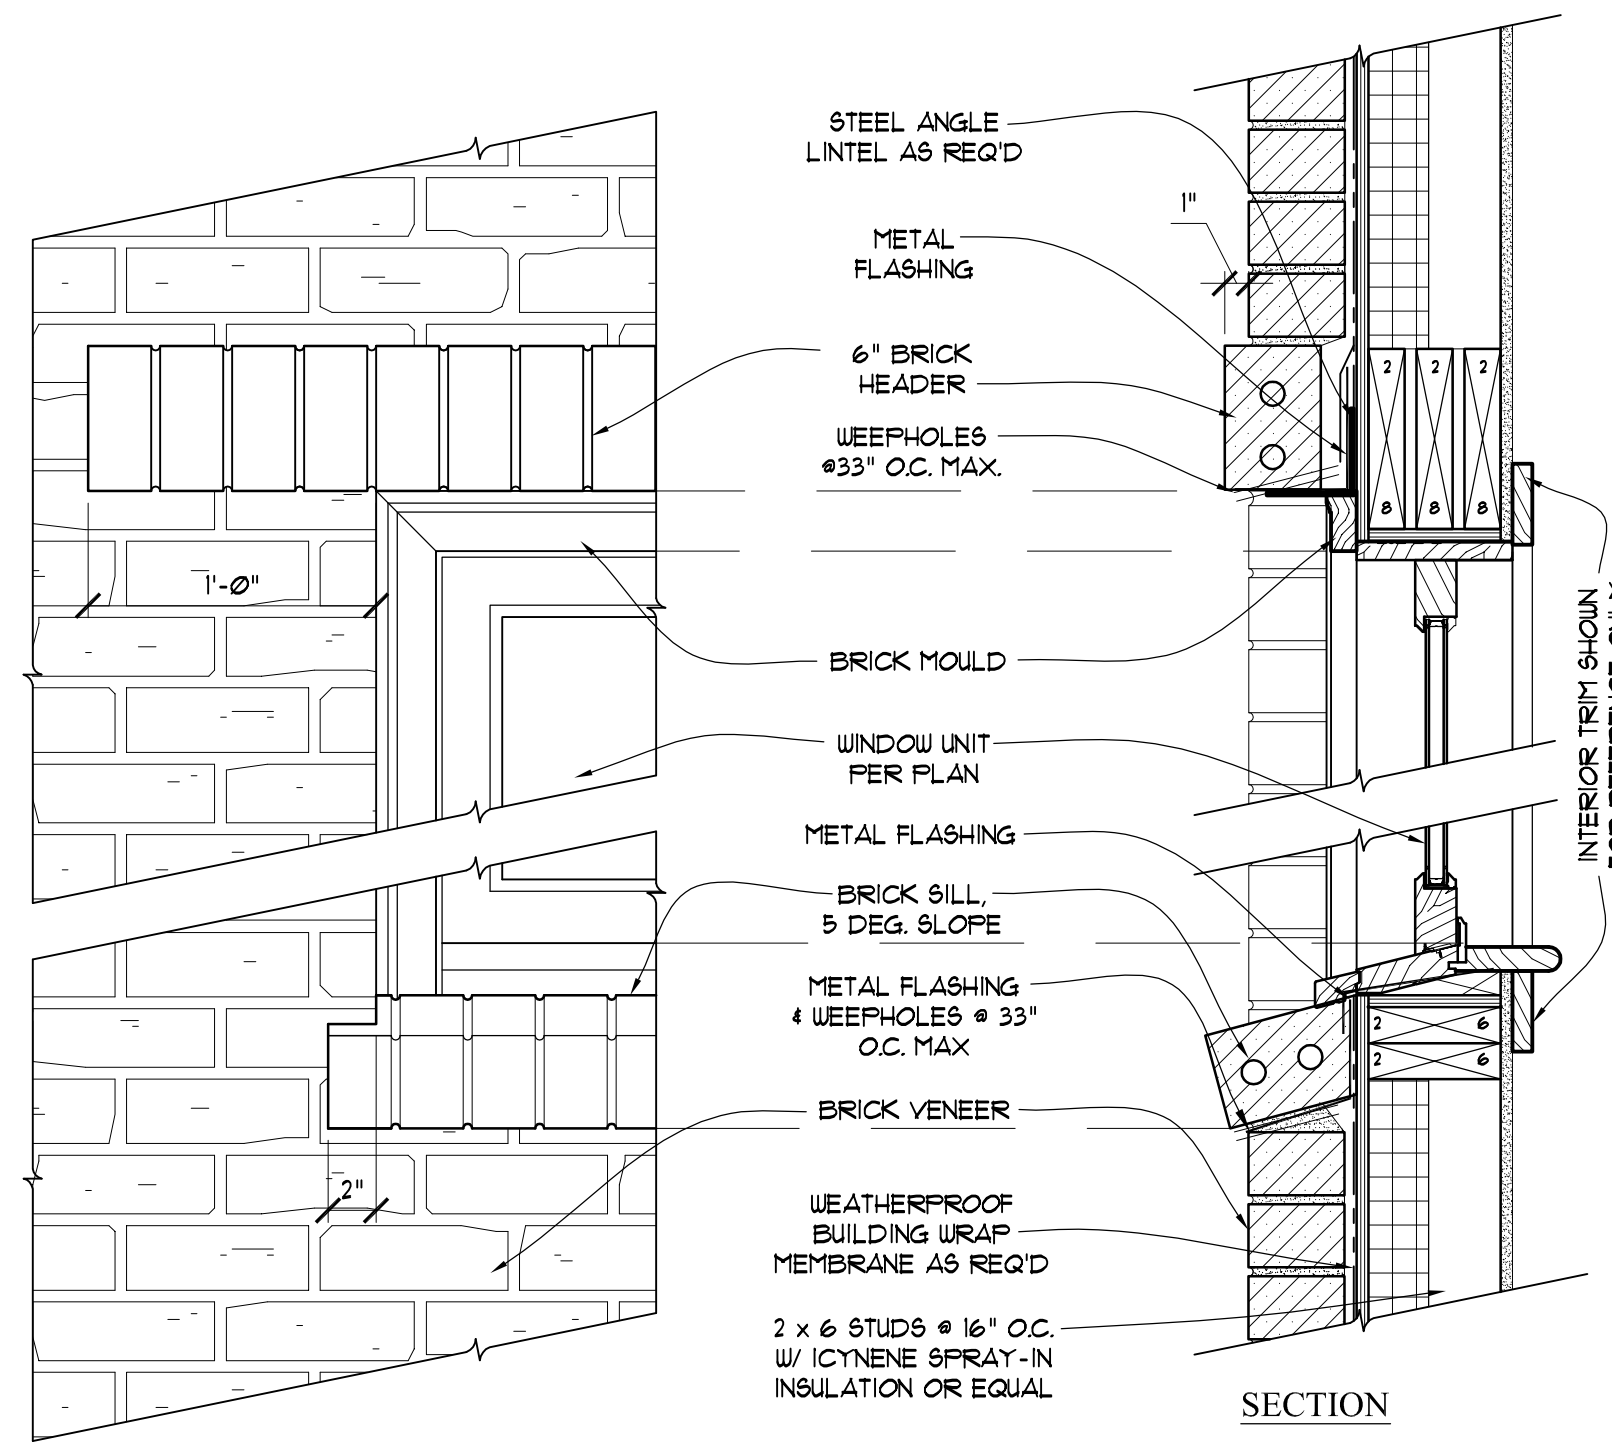 STEEL ANGLE
LINTEL AS REQ'D
1"
METAL
FLASHING
6" BRICK
HEADER
WEEPHOLES
@33" O.C. MAX.
2 2 2
8 8 8
1'-Ø"
BRICK MOULD
WINDOW UNIT
PER PLAN
METAL FLASHING
BRICK SILL,
5 DEG. SLOPE
METAL FLASHING
& WEEPHOLES @ 33"
O.C. MAX
2 6
2 6
BRICK VENEER
2"
WEATHERPROOF
BUILDING WRAP
MEMBRANE AS REQ'D
2 x 6 STUDS @ 16" O.C.
W/ ICYNENE SPRAY-IN
INSULATION OR EQUAL
INTERIOR TRIM SHOWN
SECTION